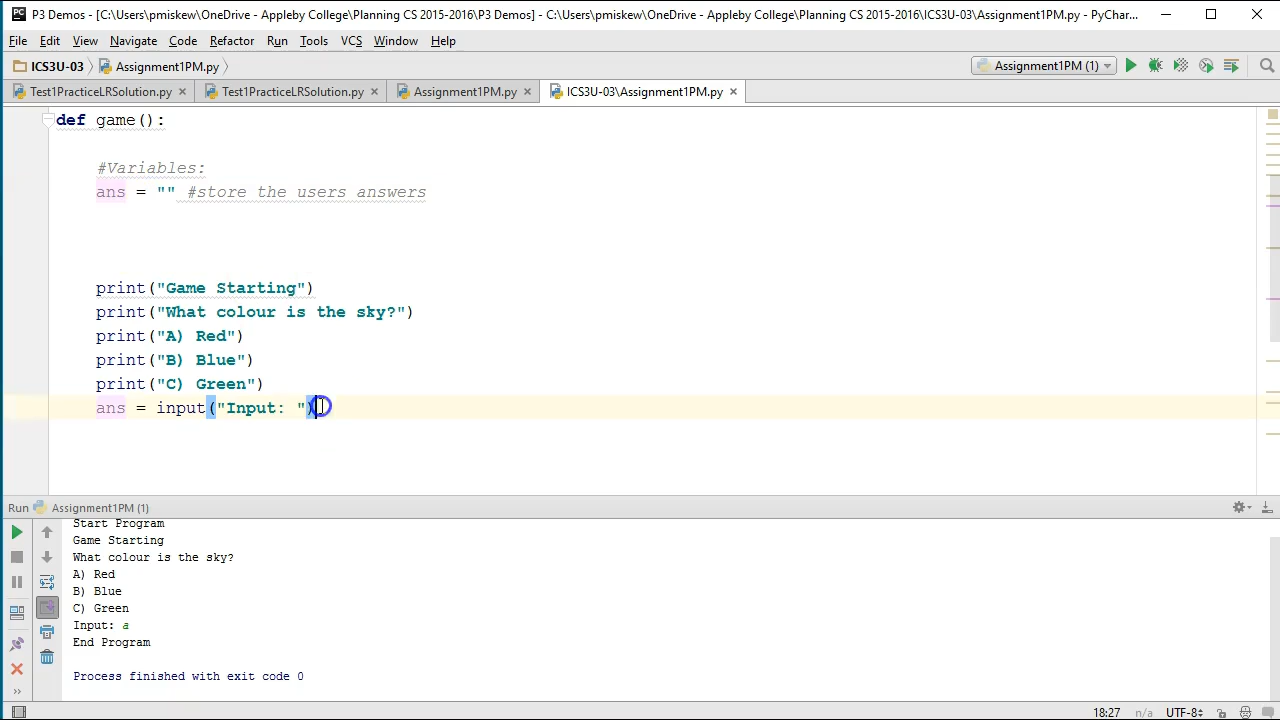 P3 Demos - [C:\Users\pmiskew\OneDrive - Appleby College\Planning CS 2015-2016\P3 Demos] - C:\Users\pmiskew\OneDrive - Appleby College\Planning CS 2015-2016\ICS3U-03\Assignment1PM.py - PyChar...
File Edit View Navigate Code Refactor Run Tools VCS Window Help
ICS3U-03 Assignment1PM.py Assignment1PM (1)
Test1PracticeLRSolution.py Test1PracticeLRSolution.py Assignment1PM.py ICS3U-03\Assignment1PM.py
def game():
#Variables:
ans = "" #store the users answers
print("Game Starting")
print("What colour is the sky?")
print("A) Red")
print("B) Blue")
print("C) Green")
ans = input("Input: ")
Run Assignment1PM (1)
Start Program
Game Starting
What colour is the sky?
A) Red
B) Blue
C) Green
Input: a
End Program
Process finished with exit code 0
18:27 n/a UTF-8